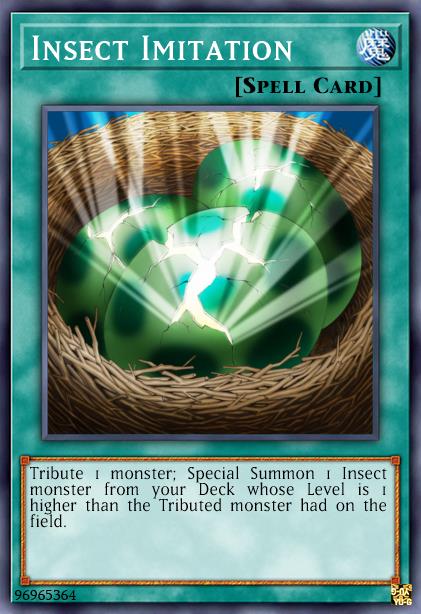 INSECT IMITATION
魔
[SPELL CARD]
Tribute 1 monster; Special Summon 1 Insect
monster from your Deck whose Level is 1
higher than the Tributed monster had on the
field.
96965364